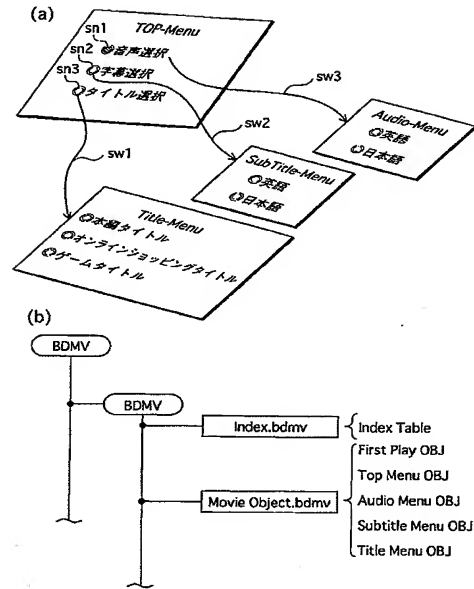 (a)
TOP-Menu
sn1
音声選択
sn2
字幕選択
sn3
タイトル選択
sw3
sw2
sw1
Audio-Menu
英語
日本語
SubTitle-Menu
英語
日本語
Title-Menu
本編タイトル
オンラインショッピングタイトル
ゲームタイトル
(b)
BDMV
BDMV
Index.bdmv
Index Table
First Play OBJ
Top Menu OBJ
Movie Object.bdmv
Audio Menu OBJ
Subtitle Menu OBJ
Title Menu OBJ